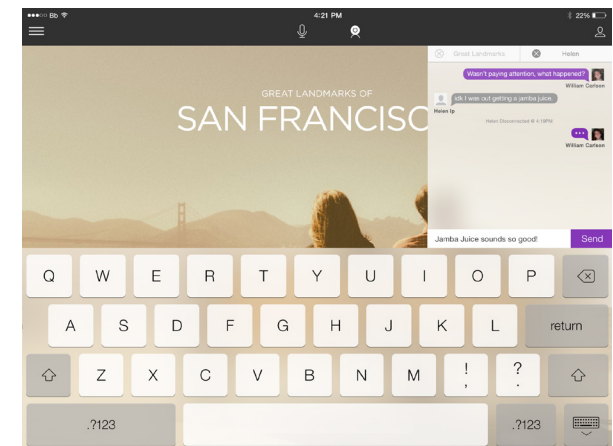 Bb
4:21 PM
22%
GREAT LANDMARKS OF
SAN FRANCISC
Great Landmarks
Helen
Wasn't paying attention, what happened?
William Carlson
idk I was out getting a jamba juice.
Helen Ip
Helen Disconnected @ 4:18PM
William Carlson
Jamba Juice sounds so good!
Send
Q W E R T Y U I O P
A S D F G H J K L return
Z X C V B N M ! , ? .
.?123 .?123